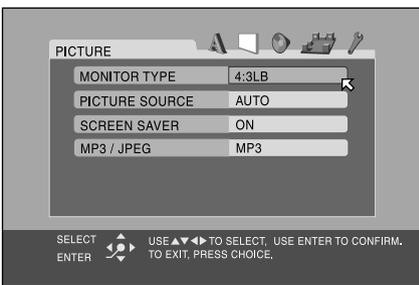 PICTURE
MONITOR TYPE 4:3LB
PICTURE SOURCE AUTO
SCREEN SAVER ON
MP3 / JPEG MP3
SELECT
ENTER
USE▲▼◀▶TO SELECT, USE ENTER TO CONFIRM.
TO EXIT, PRESS CHOICE,